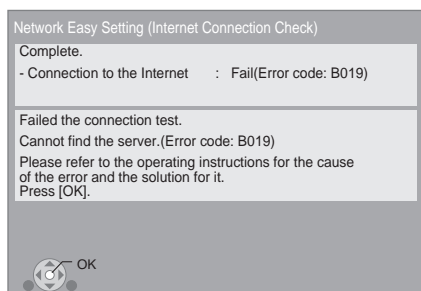 Network Easy Setting (Internet Connection Check)
Complete.
- Connection to the Internet : Fail(Error code: B019)
Failed the connection test.
Cannot find the server.(Error code: B019)
Please refer to the operating instructions for the cause
of the error and the solution for it.
Press [OK].
OK